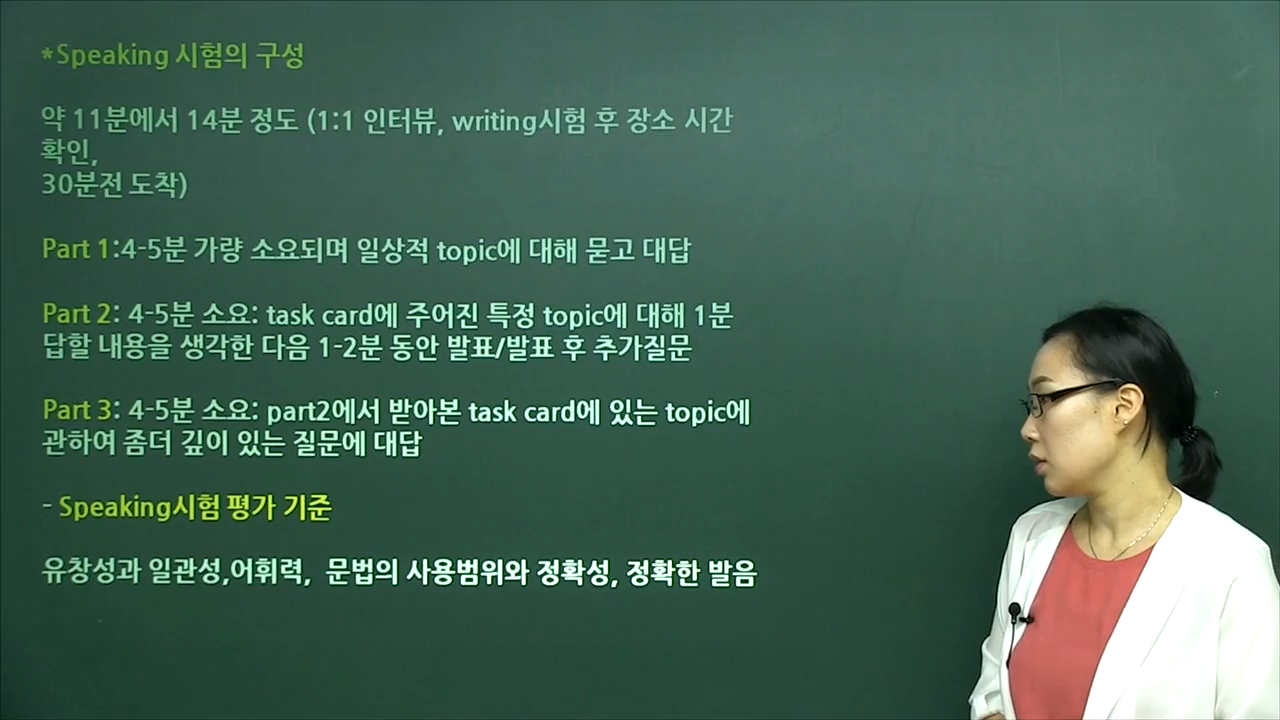 *Speaking 시험의 구성
약 11분에서 14분 정도 (1:1 인터뷰, writing시험 후 장소 시간
확인,
30분전 도착)
Part 1:4-5분 가량 소요되며 일상적 topic에 대해 묻고 대답
Part 2: 4-5분 소요: task card에 주어진 특정 topic에 대해 1분
답할 내용을 생각한 다음 1-2분 동안 발표/발표 후 추가질문
Part 3: 4-5분 소요: part2에서 받아본 task card에 있는 topic에
관하여 좀더 깊이 있는 질문에 대답
- Speaking시험 평가 기준
유창성과 일관성,어휘력, 문법의 사용범위와 정확성, 정확한 발음